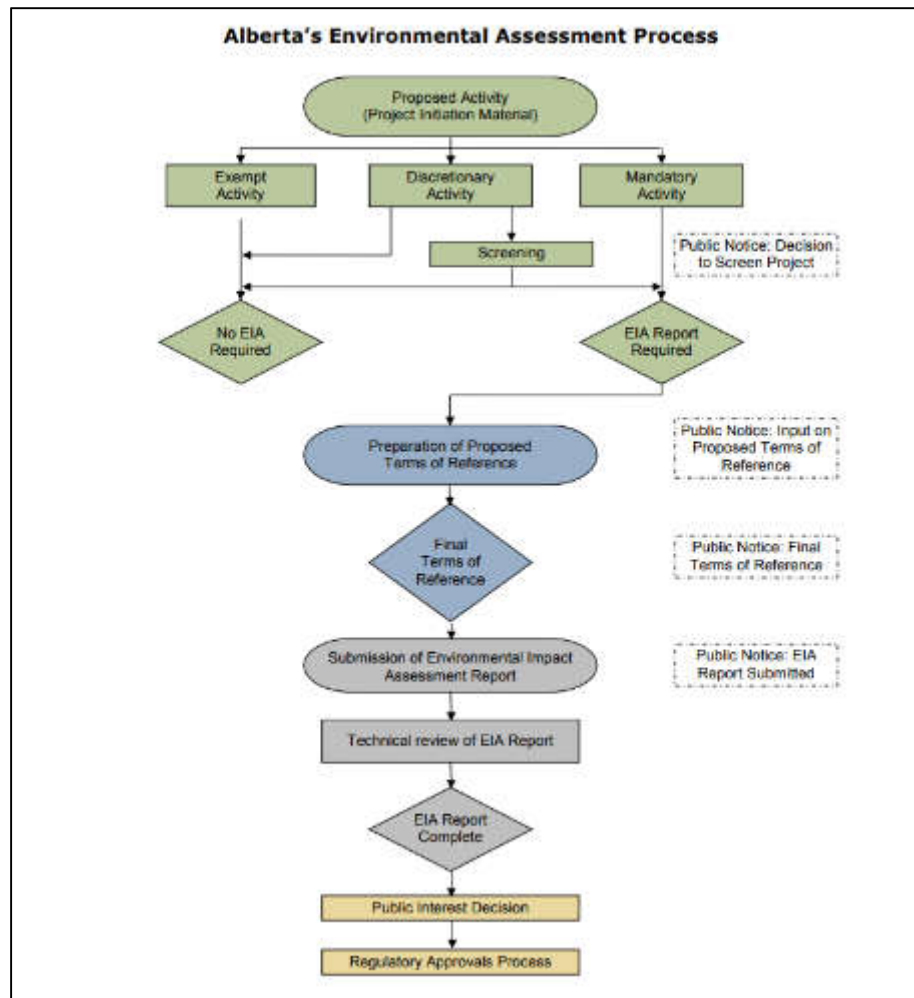 Alberta's Environmental Assessment Process
Proposed Activity
(Project Initiation Material)
Exempt
Activity
Discretionary
Activity
Mandatory
Activity
Screening
Public Notice: Decision
to Screen Project
No EIA
Required
EIA Report
Required
Preparation of Proposed
Terms of Reference
Public Notice: Input on
Proposed Terms of
Reference
Final
Terms of
Reference
Public Notice: Final
Terms of Reference
Submission of Environmental Impact
Assessment Report
Public Notice: EIA
Report Submitted
Technical review of EIA Report
EIA Report
Complete
Public Interest Decision
Regulatory Approvals Process